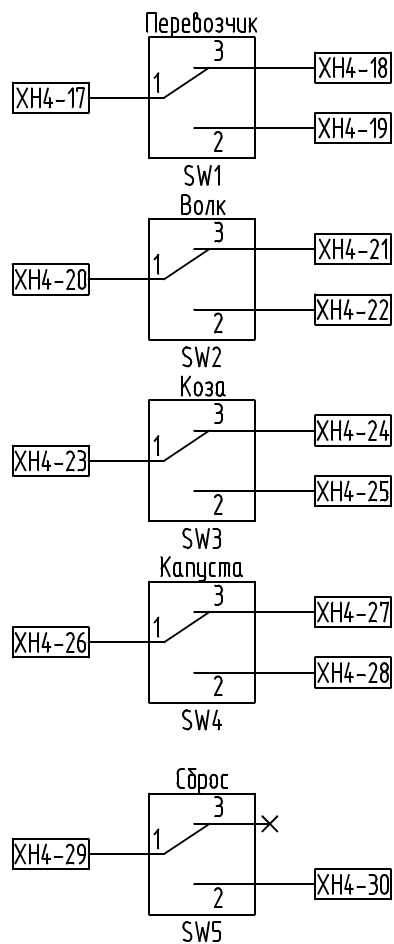 Перевозчик
3
XH4-18
1
XH4-17
XH4-19
2
SW1
Волк
3
XH4-21
1
XH4-20
XH4-22
2
SW2
Коза
3
XH4-24
1
XH4-23
XH4-25
2
SW3
Капуста
3
XH4-27
1
XH4-26
XH4-28
2
SW4
Сброс
3
1
XH4-29
XH4-30
2
SW5